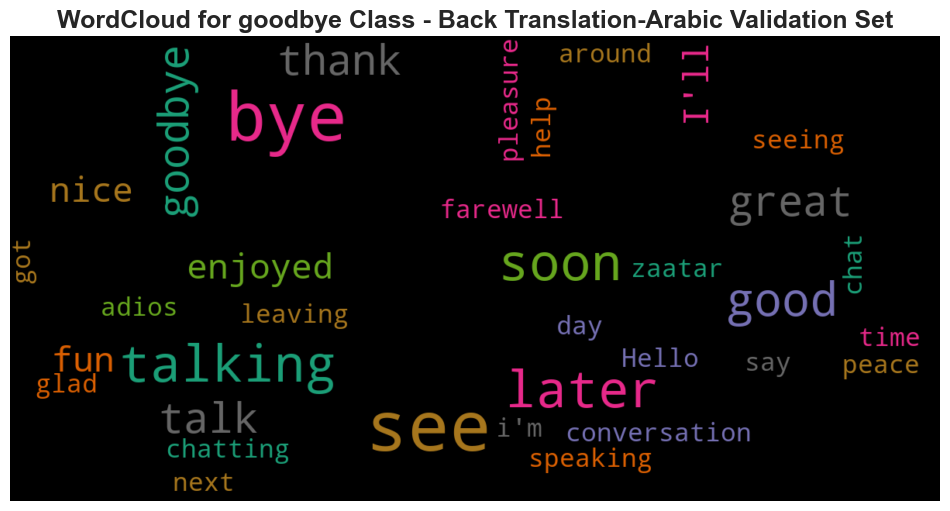 WordCloud for goodbye Class - Back Translation-Arabic Validation Set
thank
goodbye
bye
pleasure
help
around
I'll
seeing
nice
farewell
great
got
enjoyed
soon
zaatar
chat
good
adios
leaving
day
time
fun
talking
Hello
say
peace
glad
later
talk
see
i'm
conversation
chatting
speaking
next